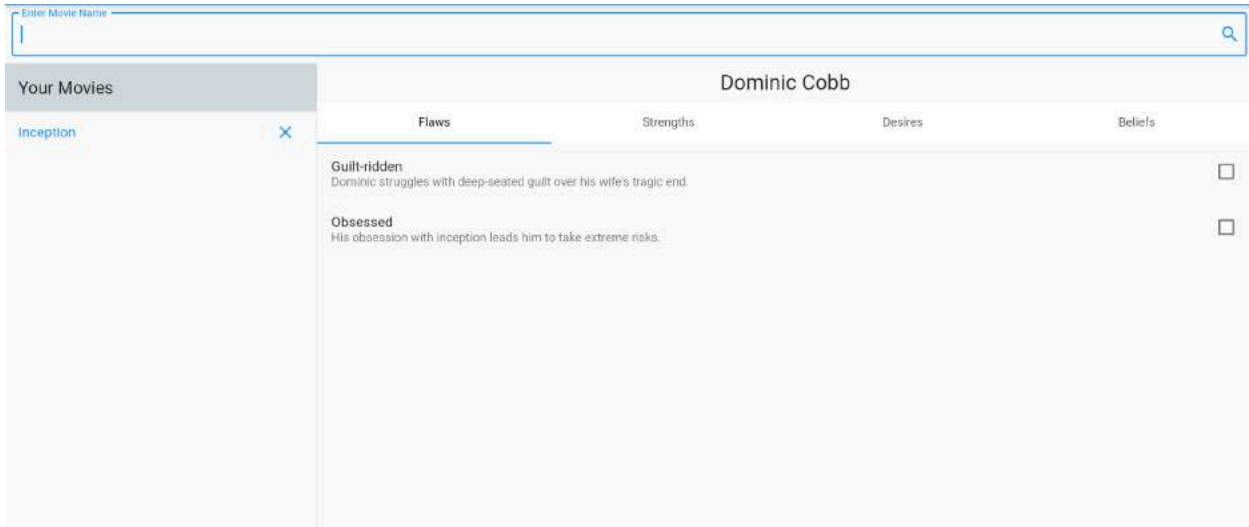 Enter Movie Name
Your Movies
Dominic Cobb
Inception
Flaws
Strengths
Desires
Beliefs
Guilt-ridden
Dominic struggles with deep-seated guilt over his wife's tragic end.
Obsessed
His obsession with inception leads him to take extreme risks.